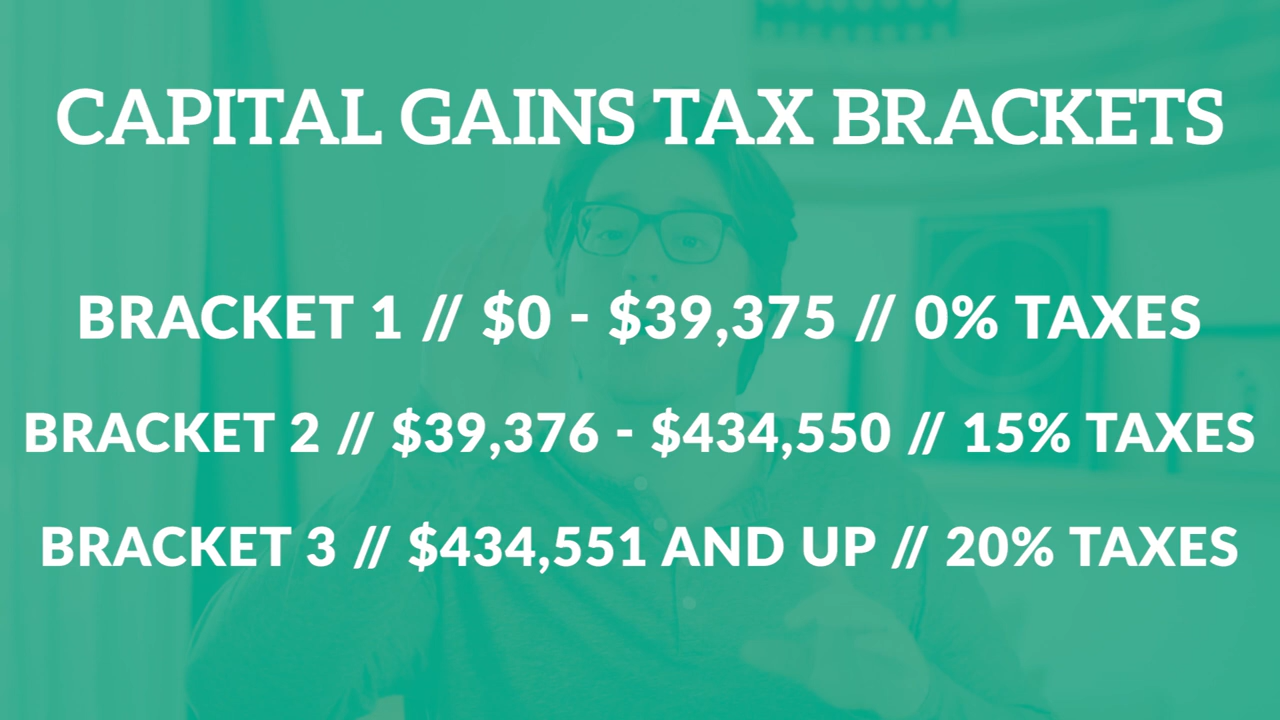 CAPITAL GAINS TAX BRACKETS
BRACKET 1 // $0 - $39,375 // 0% TAXES
BRACKET 2 // $39,376 - $434,550 // 15% TAXES
BRACKET 3 // $434,551 AND UP // 20% TAXES